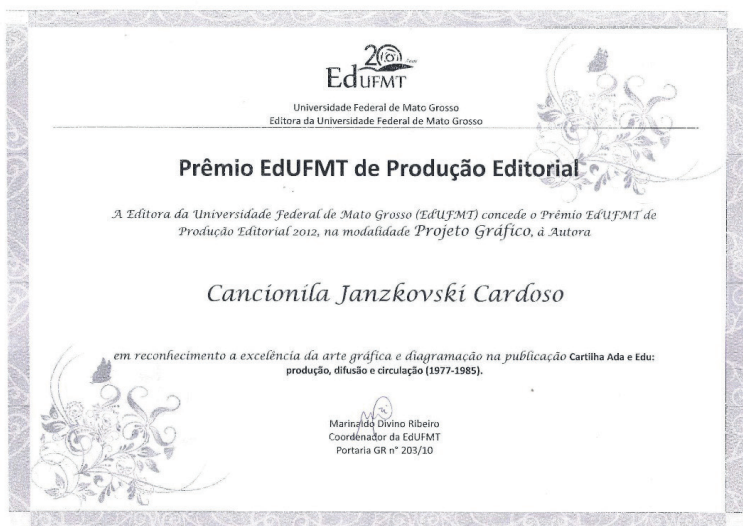 20
EdUFMT
Universidade Federal de Mato Grosso
Editora da Universidade Federal de Mato Grosso
Prêmio EdUFMT de Produção Editorial
A Editora da Universidade Federal de Mato Grosso (EdUFMT) concede o Prêmio EdUFMT de
Produção Editorial 2012, na modalidade Projeto Gráfico, à Autora
Cancionila Janzkovski Cardoso
em reconhecimento a excelência da arte gráfica e diagramação na publicação Cartilha Ada e Edu:
produção, difusão e circulação (1977-1985).
Marinaldo Divino Ribeiro
Coordenador da EdUFMT
Portaria GR n° 203/10